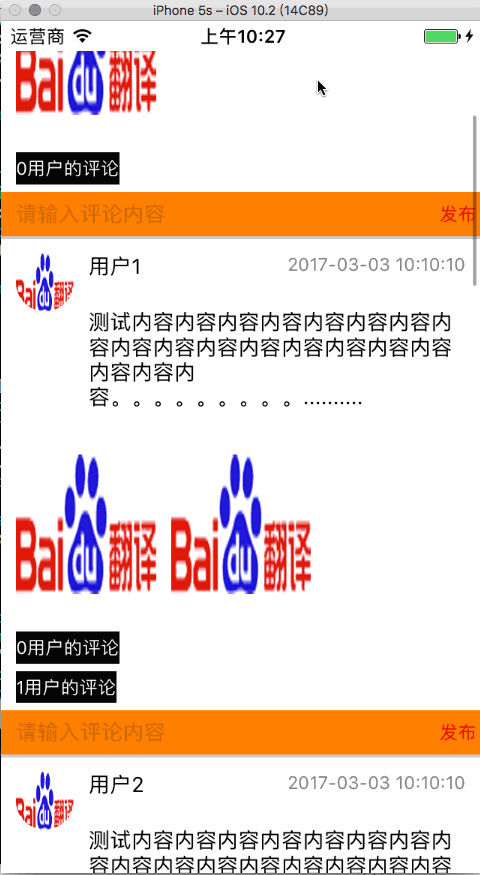 iPhone 5s – iOS 10.2 (14C89)
运营商 上午10:27
Bai du 翻译
0用户的评论
请输入评论内容 发布
Bai du 翻译
用户1 2017-03-03 10:10:10
测试内容内容内容内容内容内容内容内
容内容内容内容内容内容内容内容内容
内容内容内
容。。。。。。。。。..........
Bai du 翻译 Bai du 翻译
0用户的评论
1用户的评论
请输入评论内容 发布
Bai du 翻译
用户2 2017-03-03 10:10:10
测试内容内容内容内容内容内容内容内
容内容内容内容内容内容内容内容内容